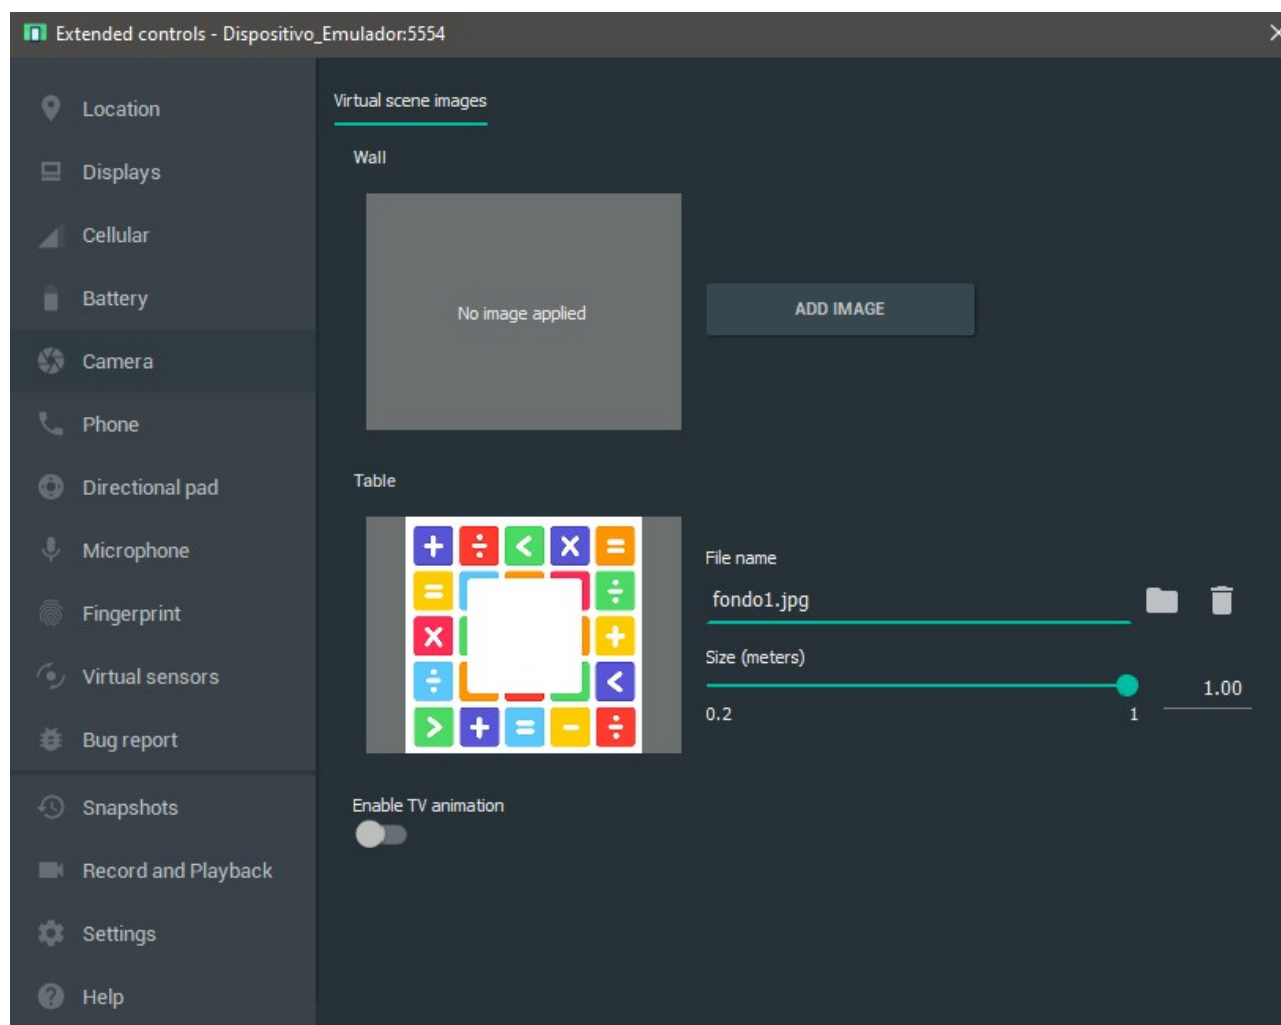 Extended controls - Dispositivo_Emulador:5554
Location
Displays
Cellular
Battery
Camera
Phone
Directional pad
Microphone
Fingerprint
Virtual sensors
Bug report
Snapshots
Record and Playback
Settings
Help
Virtual scene images
Wall
No image applied
ADD IMAGE
Table
+ ÷ < × =
= ÷
× +
÷ <
> + = - ÷
File name
fondo1.jpg
Size (meters)
1.00
0.2 1
Enable TV animation